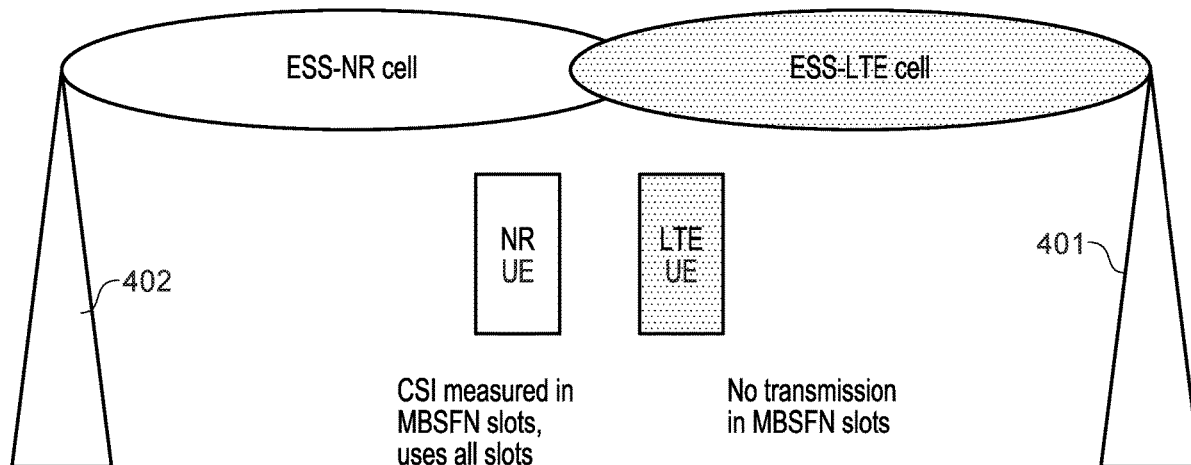 ESS-NR cell
ESS-LTE cell
NR
UE
LTE
UE
402
401
CSI measured in
MBSFN slots,
uses all slots
No transmission
in MBSFN slots